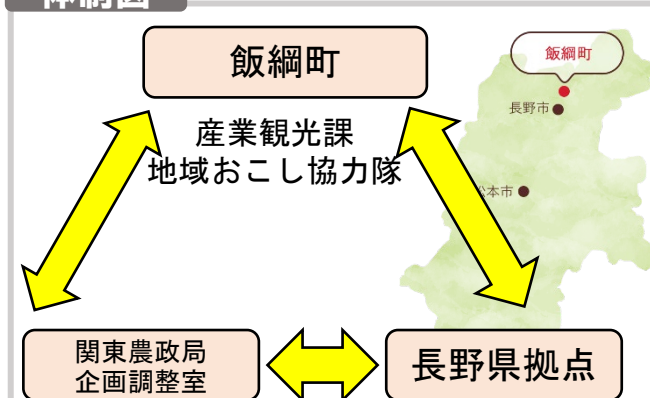 体制図
飯綱町
産業観光課
地域おこし協力隊
飯綱町
長野市
松本市
関東農政局
企画調整室
長野県拠点